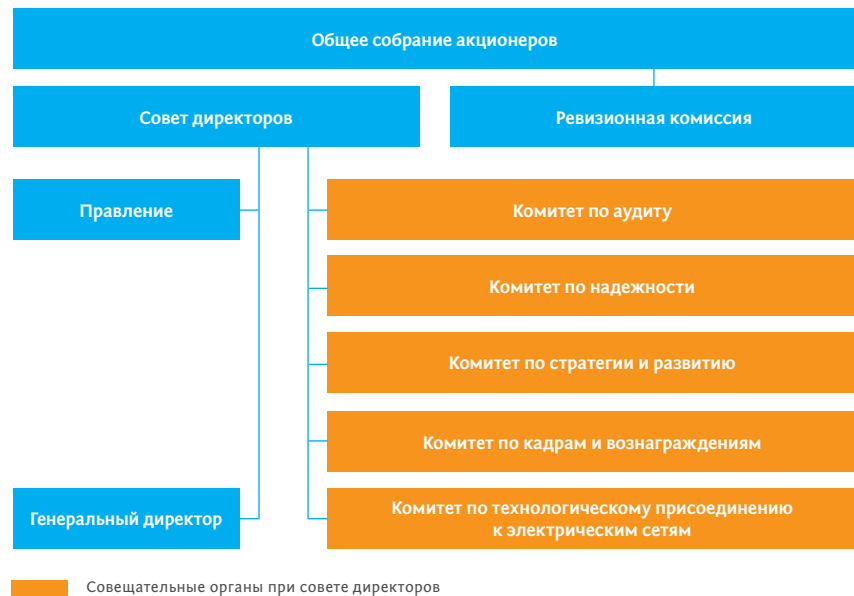 Общее собрание акционеров
Совет директоров
Ревизионная комиссия
Правление
Комитет по аудиту
Комитет по надежности
Комитет по стратегии и развитию
Комитет по кадрам и вознаграждениям
Генеральный директор
Комитет по технологическому присоединению
к электрическим сетям
Совещательные органы при совете директоров